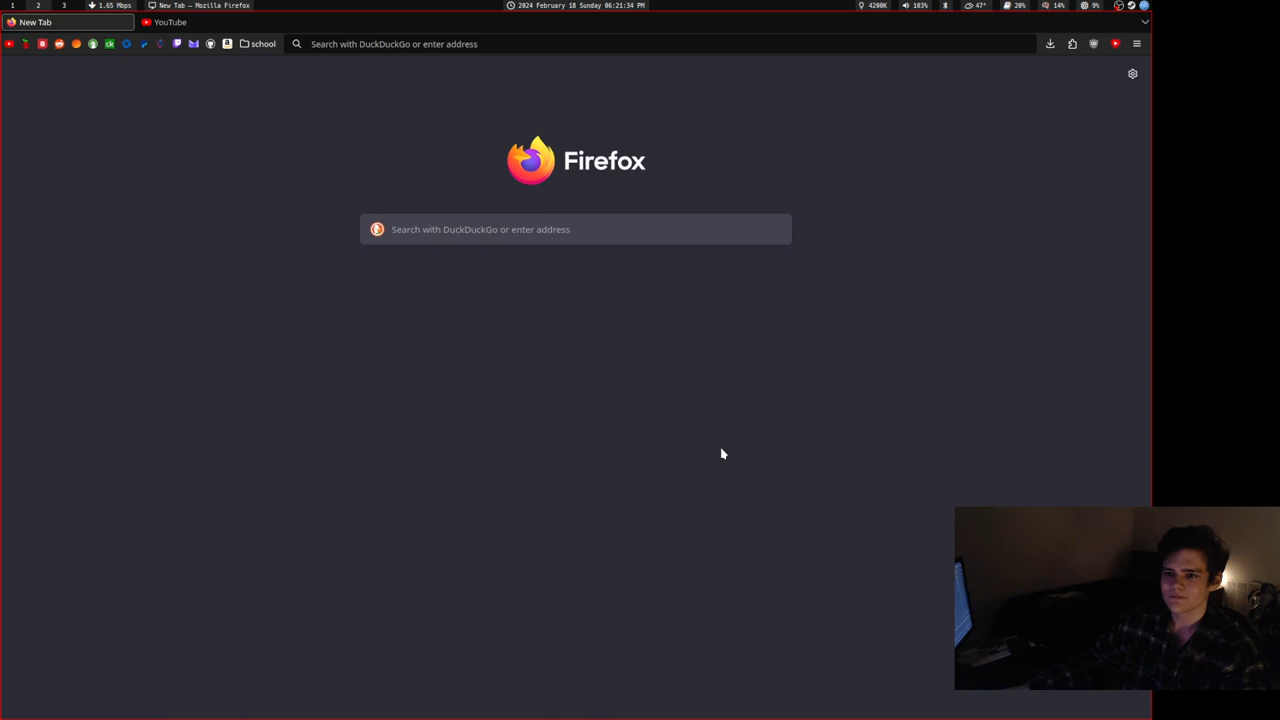 1 2 3 1.65 Mbps New Tab — Mozilla Firefox 2024 February 18 Sunday 06:21:34 PM 4200K 103% 47° 20% 14% 9%
New Tab YouTube
school Search with DuckDuckGo or enter address
Firefox
Search with DuckDuckGo or enter address